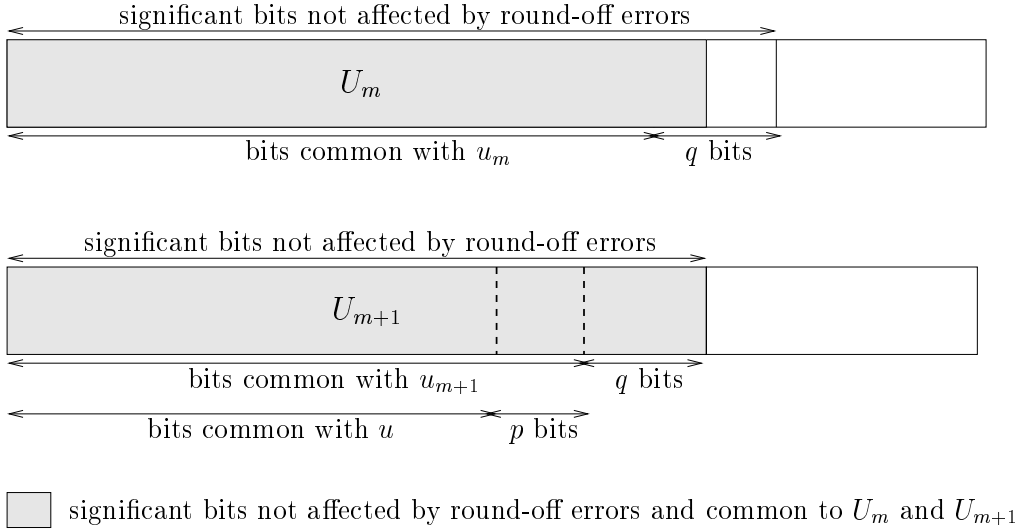 significant bits not affected by round-off errors
U_m
bits common with u_m
q bits
significant bits not affected by round-off errors
U_{m+1}
bits common with u_{m+1}
q bits
bits common with u
p bits
significant bits not affected by round-off errors and common to U_m and U_{m+1}